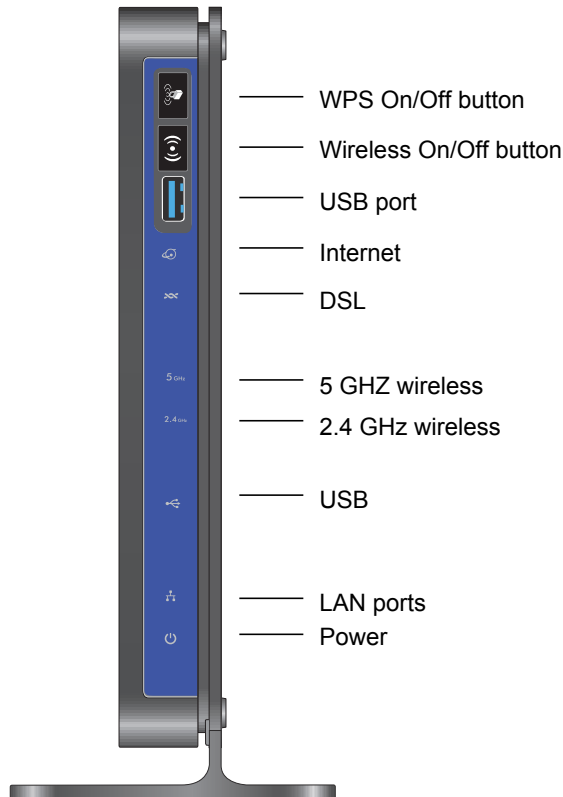 WPS On/Off button
Wireless On/Off button
USB port
Internet
DSL
5 GHz
5 GHZ wireless
2.4 GHz
2.4 GHz wireless
USB
LAN ports
Power